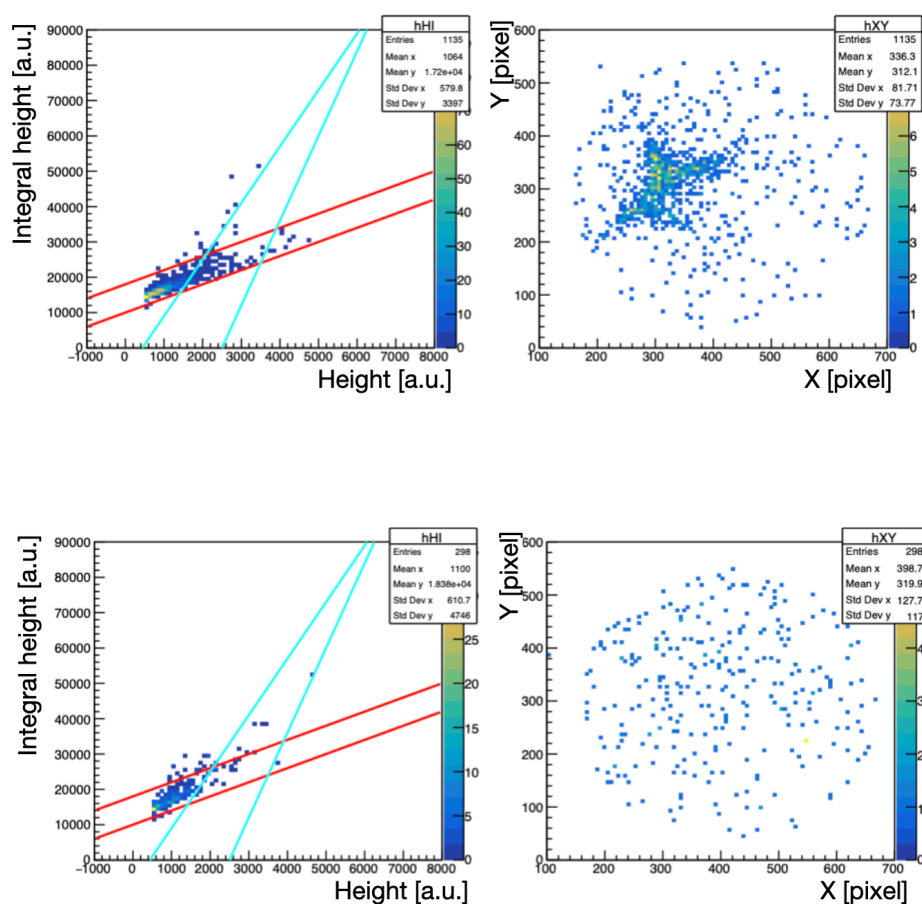 hHI
Entries 1135
Mean x 1064
Mean y 1.72e+04
Std Dev x 579.8
Std Dev y 3397
Integral height [a.u.]
90000
80000
70000
60000
50000
40000
30000
20000
10000
0
−1000 0 1000 2000 3000 4000 5000 6000 7000 8000
Height [a.u.]
70
60
50
40
30
20
10
0
hXY
Entries 1135
Mean x 336.3
Mean y 312.1
Std Dev x 81.71
Std Dev y 73.77
Y [pixel]
600
500
400
300
200
100
0
100 200 300 400 500 600 700
X [pixel]
6
5
4
3
2
1
0
hHI
Entries 298
Mean x 1100
Mean y 1.838e+04
Std Dev x 610.7
Std Dev y 4746
Integral height [a.u.]
90000
80000
70000
60000
50000
40000
30000
20000
10000
0
−1000 0 1000 2000 3000 4000 5000 6000 7000 8000
Height [a.u.]
25
20
15
10
5
0
hXY
Entries 298
Mean x 398.7
Mean y 319.9
Std Dev x 127.7
Std Dev y 117
Y [pixel]
600
500
400
300
200
100
0
100 200 300 400 500 600 700
X [pixel]
4
3
2
1
0